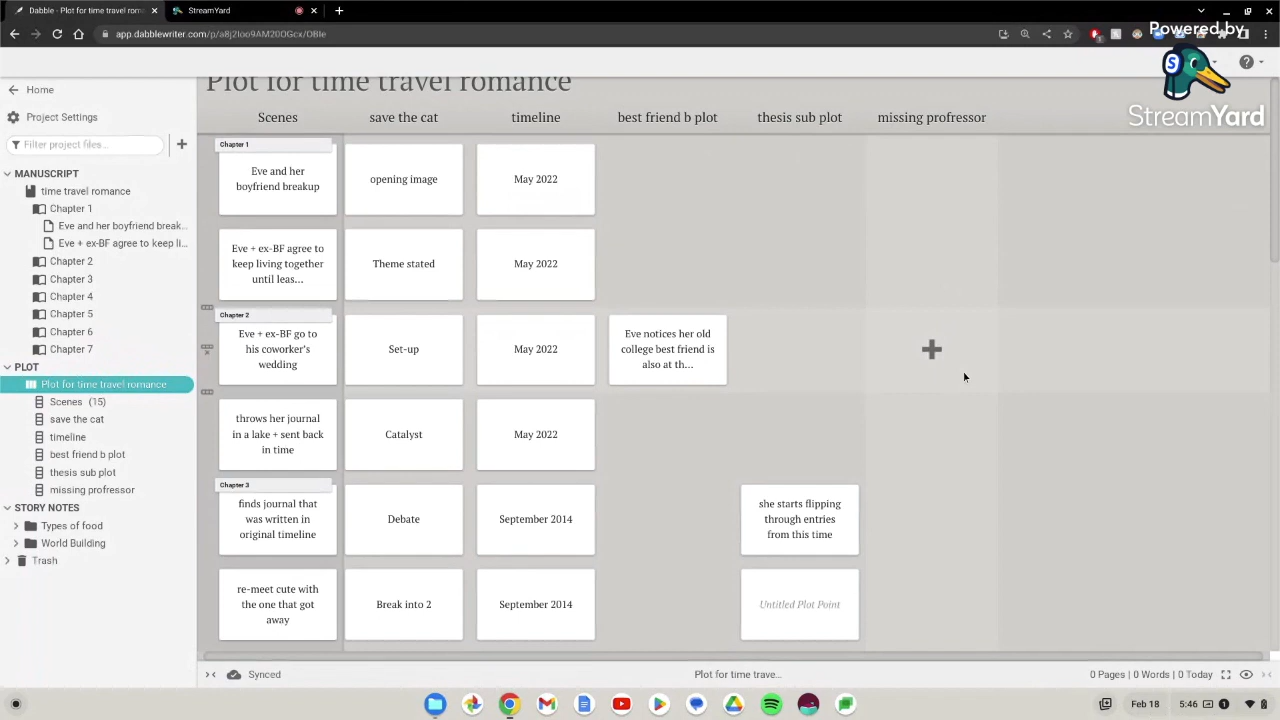 Dabble - Plot for time travel rom
StreamYard
app.dabblewriter.com/p/a8j2Ioo9AM20OGcx/OBIe
Powered by
StreamYard
Home
Project Settings
Filter project files...
MANUSCRIPT
time travel romance
Chapter 1
Eve and her boyfriend break...
Eve + ex-BF agree to keep li...
Chapter 2
Chapter 3
Chapter 4
Chapter 5
Chapter 6
Chapter 7
PLOT
Plot for time travel romance
Scenes (15)
save the cat
timeline
best friend b plot
thesis sub plot
missing profressor
STORY NOTES
Types of food
World Building
Trash
Plot for time travel romance
Scenes
save the cat
timeline
best friend b plot
thesis sub plot
missing profressor
Chapter 1
Eve and her
boyfriend breakup
opening image
May 2022
Eve + ex-BF agree to
keep living together
until leas...
Theme stated
May 2022
Chapter 2
Eve + ex-BF go to
his coworker's
wedding
Set-up
May 2022
Eve notices her old
college best friend is
also at th...
throws her journal
in a lake + sent back
in time
Catalyst
May 2022
Chapter 3
finds journal that
was written in
original timeline
Debate
September 2014
she starts flipping
through entries
from this time
re-meet cute with
the one that got
away
Break into 2
September 2014
Untitled Plot Point
Synced
Plot for time trave...
0 Pages | 0 Words | 0 Today
Feb 18
5:46